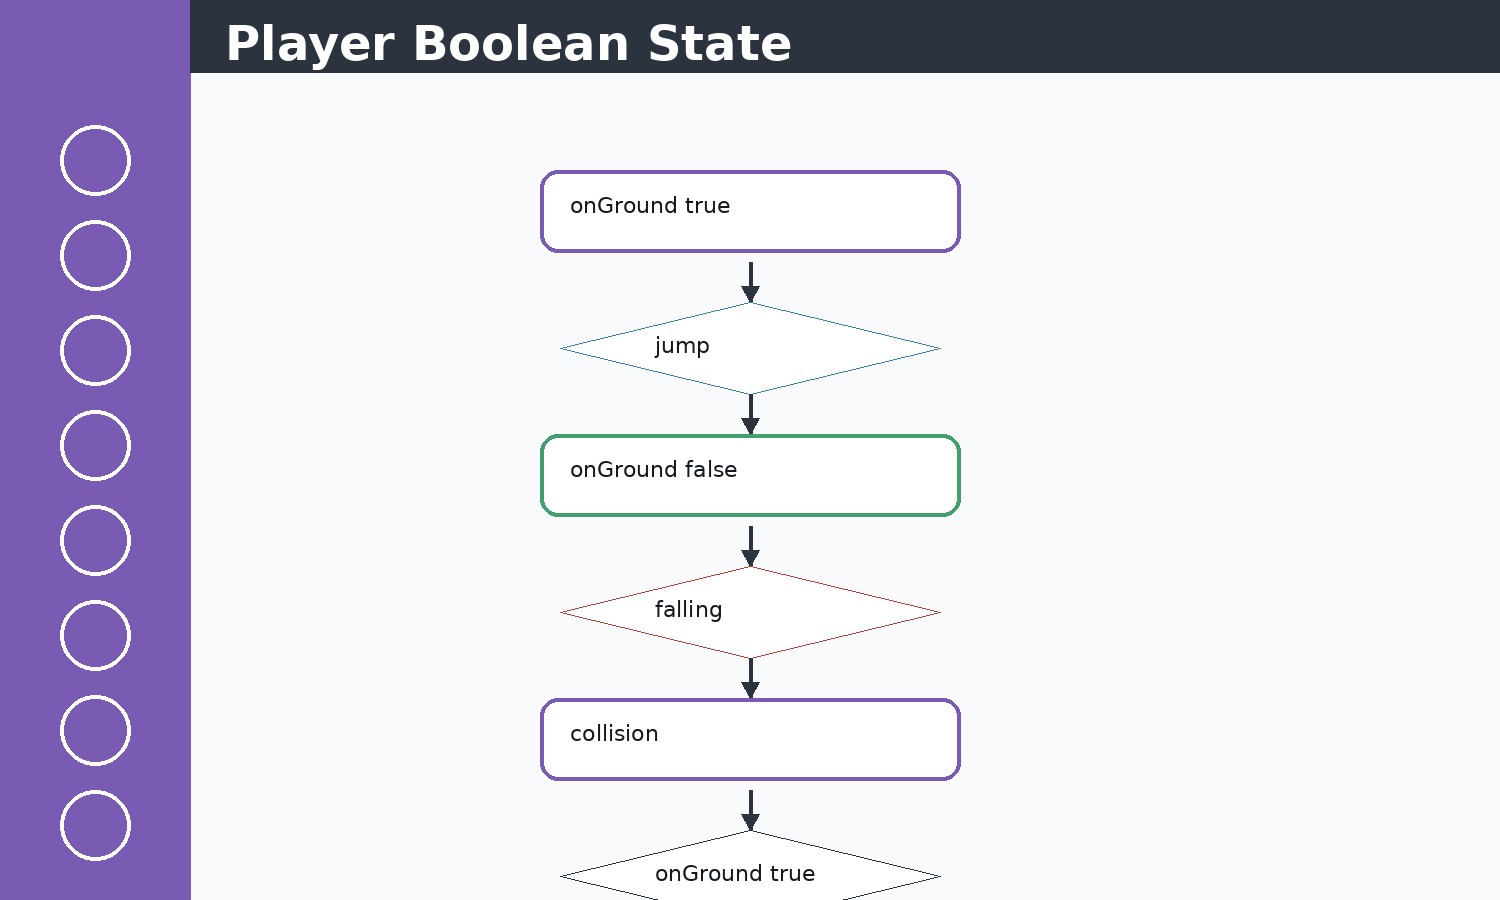 Player Boolean State
onGround true
jump
onGround false
falling
collision
onGround true